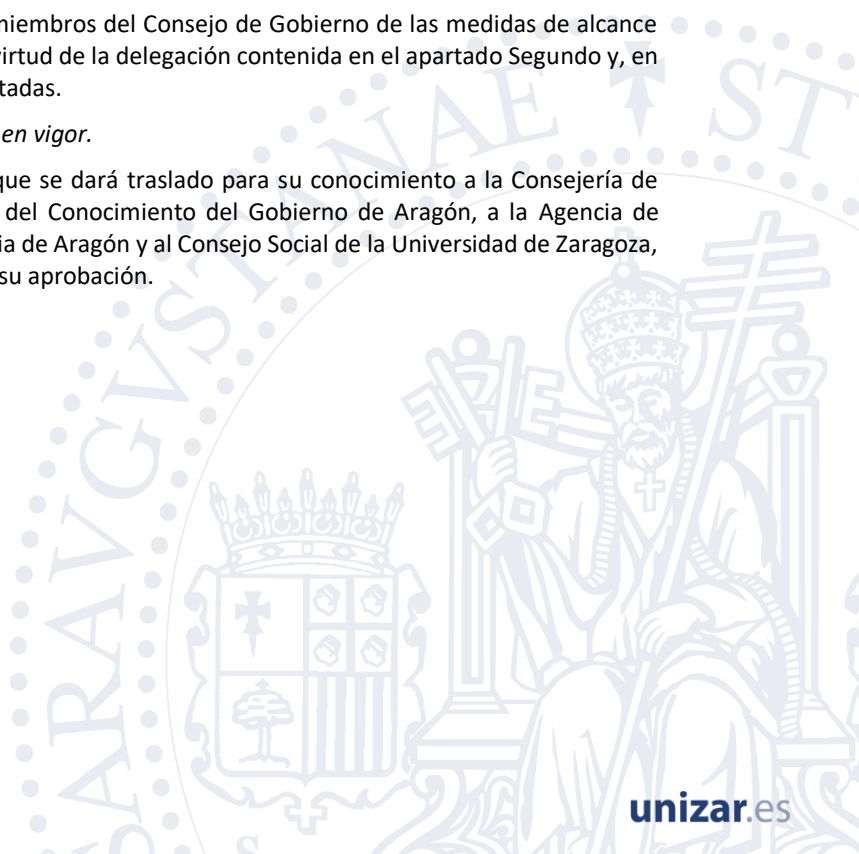 miembros del Consejo de Gobierno de las medidas de alcance
virtud de la delegación contenida en el apartado Segundo y, en
tadas.
en vigor.
que se dará traslado para su conocimiento a la Consejería de
del Conocimiento del Gobierno de Aragón, a la Agencia de
ia de Aragón y al Consejo Social de la Universidad de Zaragoza,
su aprobación.
ARAVGVSTANAE ST
unizar.es